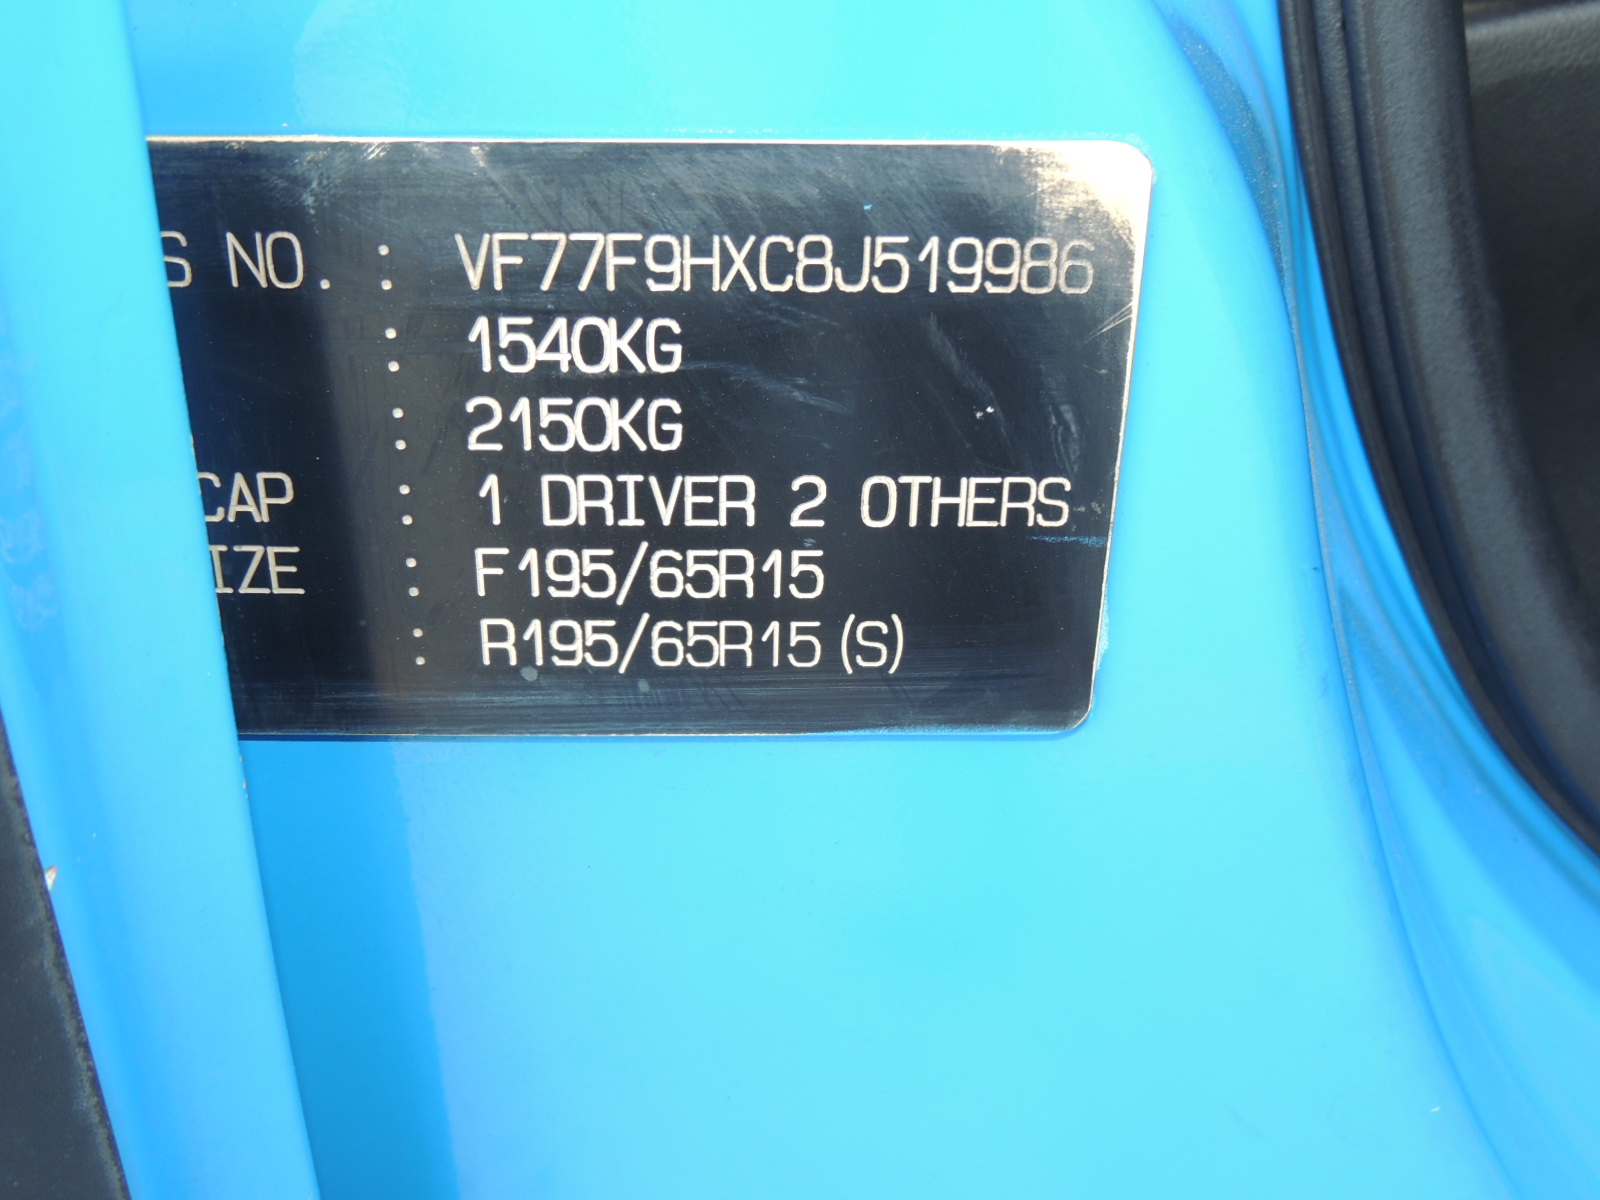 S NO. : VF77F9HXC8J519986
: 1540KG
: 2150KG
CAP : 1 DRIVER 2 OTHERS
IZE : F195/65R15
: R195/65R15 (S)